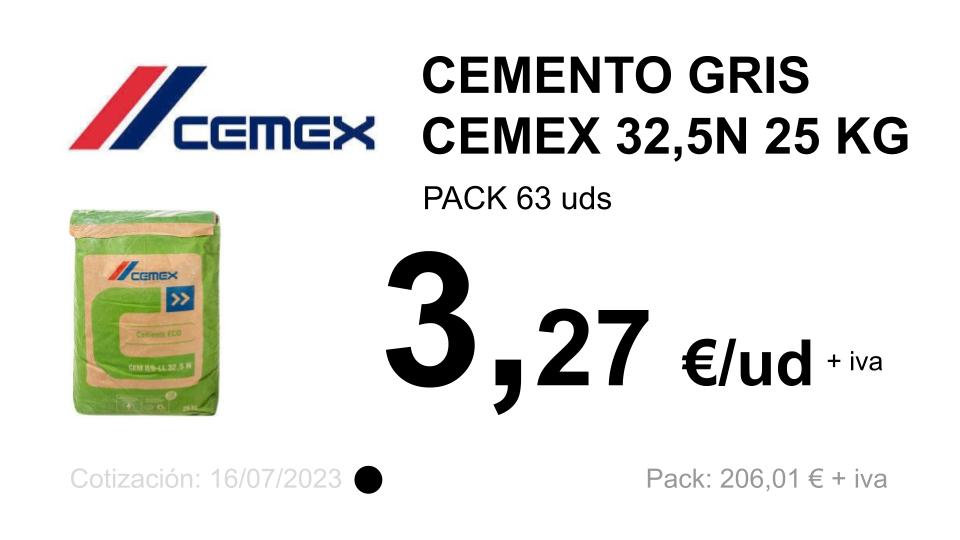 CEMEX
CEMENTO GRIS
CEMEX 32,5N 25 KG
PACK 63 uds
3,27 €/ud + iva
CEMEX
Cemento ECO
CEM II/B-LL 32,5 N
Cotización: 16/07/2023
Pack: 206,01 € + iva